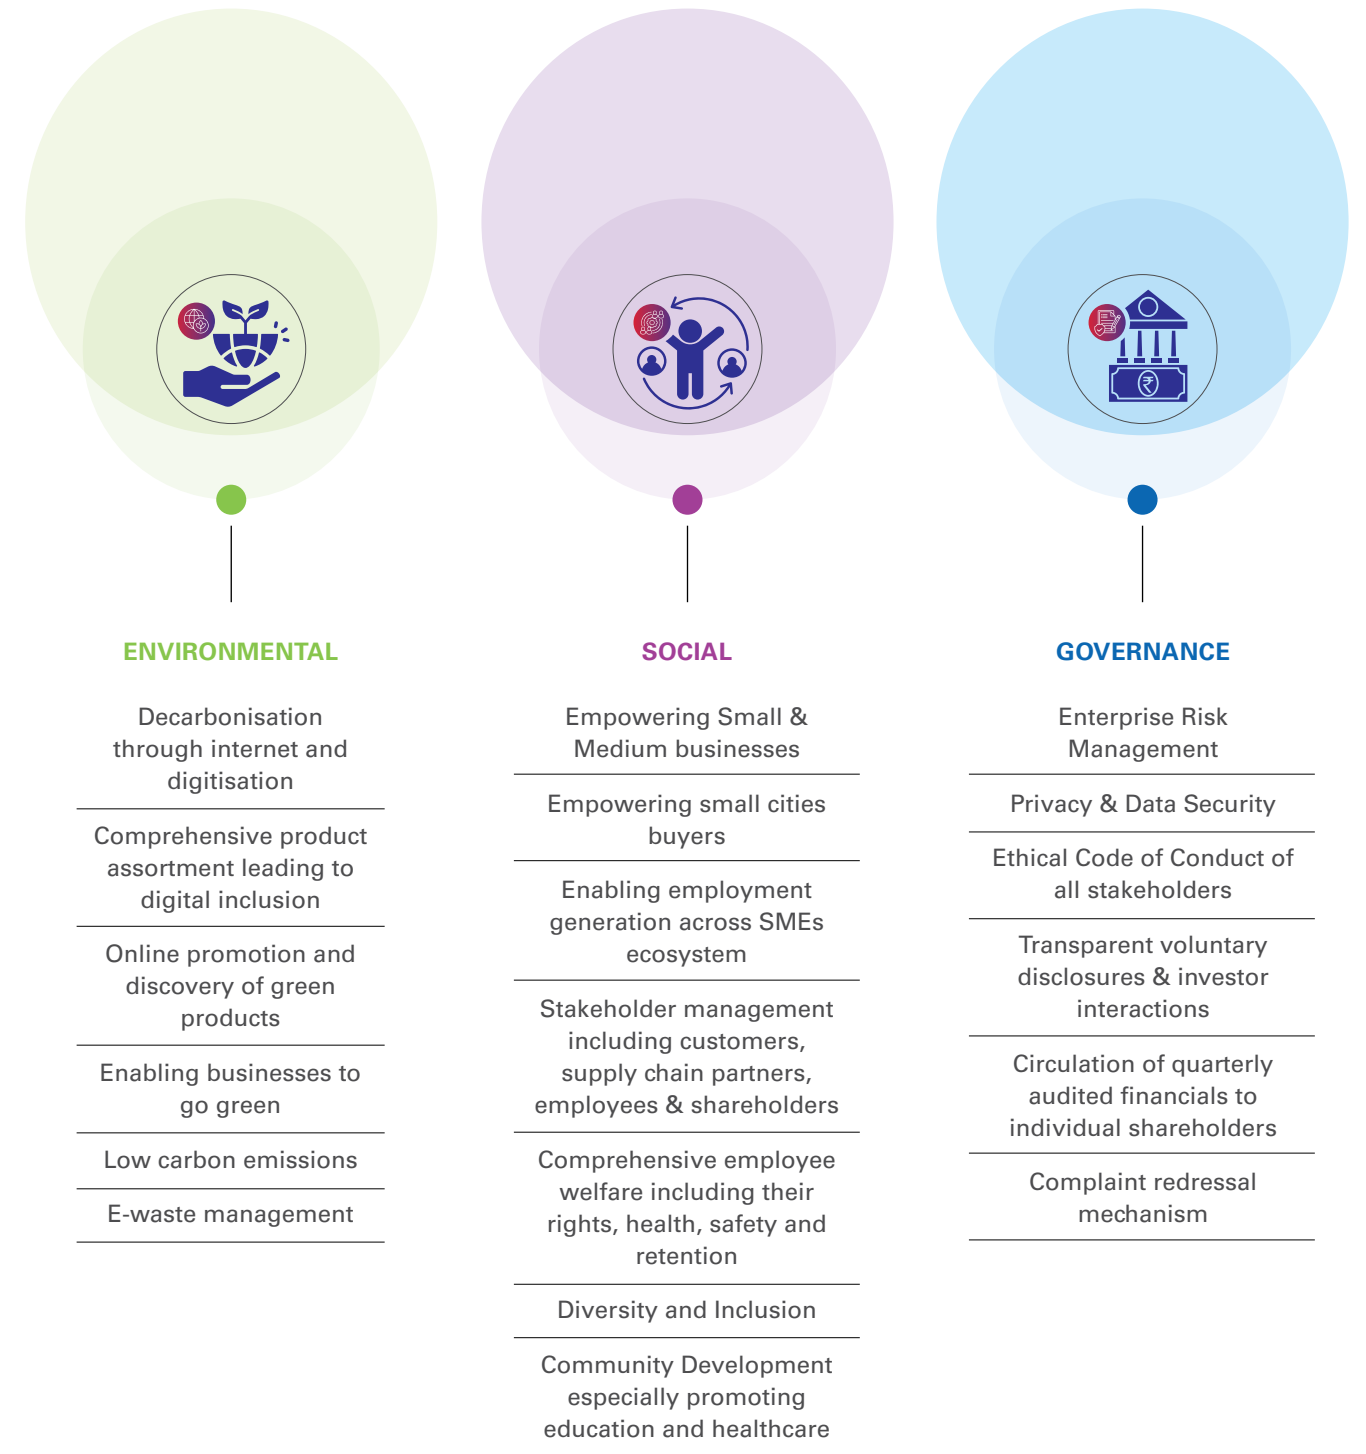 ENVIRONMENTAL
Decarbonisation
through internet and
digitisation
Comprehensive product
assortment leading to
digital inclusion
Online promotion and
discovery of green
products
Enabling businesses to
go green
Low carbon emissions
E-waste management
SOCIAL
Empowering Small &
Medium businesses
Empowering small cities
buyers
Enabling employment
generation across SMEs
ecosystem
Stakeholder management
including customers,
supply chain partners,
employees & shareholders
Comprehensive employee
welfare including their
rights, health, safety and
retention
Diversity and Inclusion
Community Development
especially promoting
education and healthcare
₹
GOVERNANCE
Enterprise Risk
Management
Privacy & Data Security
Ethical Code of Conduct of
all stakeholders
Transparent voluntary
disclosures & investor
interactions
Circulation of quarterly
audited financials to
individual shareholders
Complaint redressal
mechanism